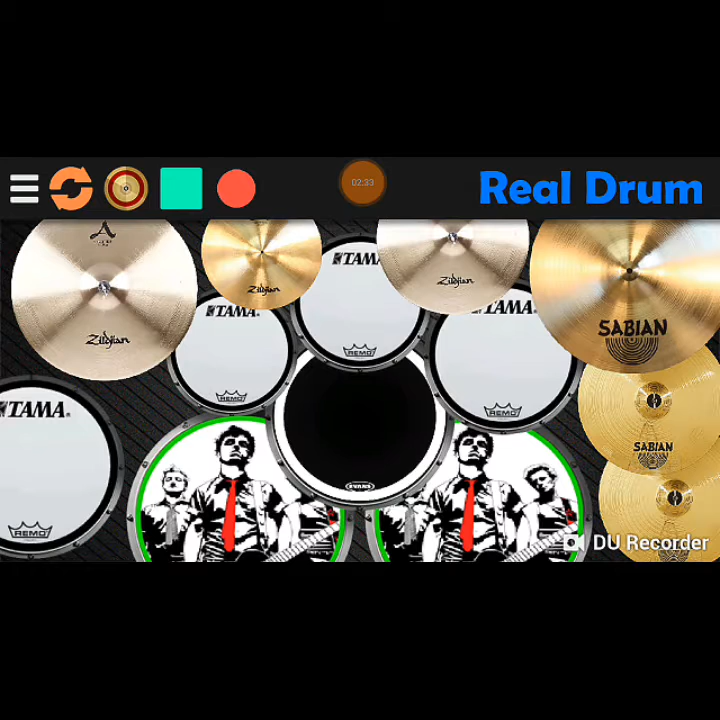 02:33
Real Drum
A
Zildjian
Zildjian
TAMA
Zildjian
SABIAN
TAMA
TAMA
REMO
REMO
REMO
TAMA
SABIAN
EVANS
REMO
DU Recorder